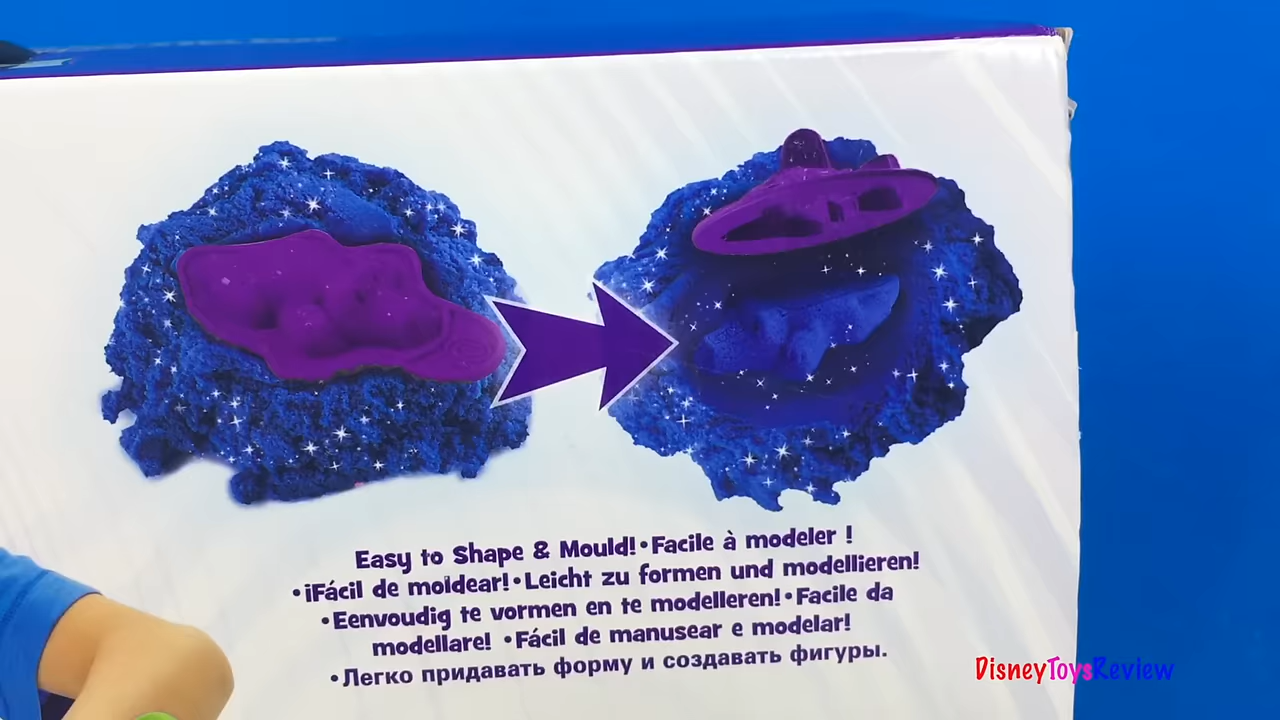 Easy to Shape & Mould! • Facile à modeler !
• ¡Fácil de moldear! • Leicht zu formen und modellieren!
• Eenvoudig te vormen en te modelleren! • Facile da
modellare! • Fácil de manusear e modelar!
• Легко придавать форму и создавать фигуры.
DisneyToysReview